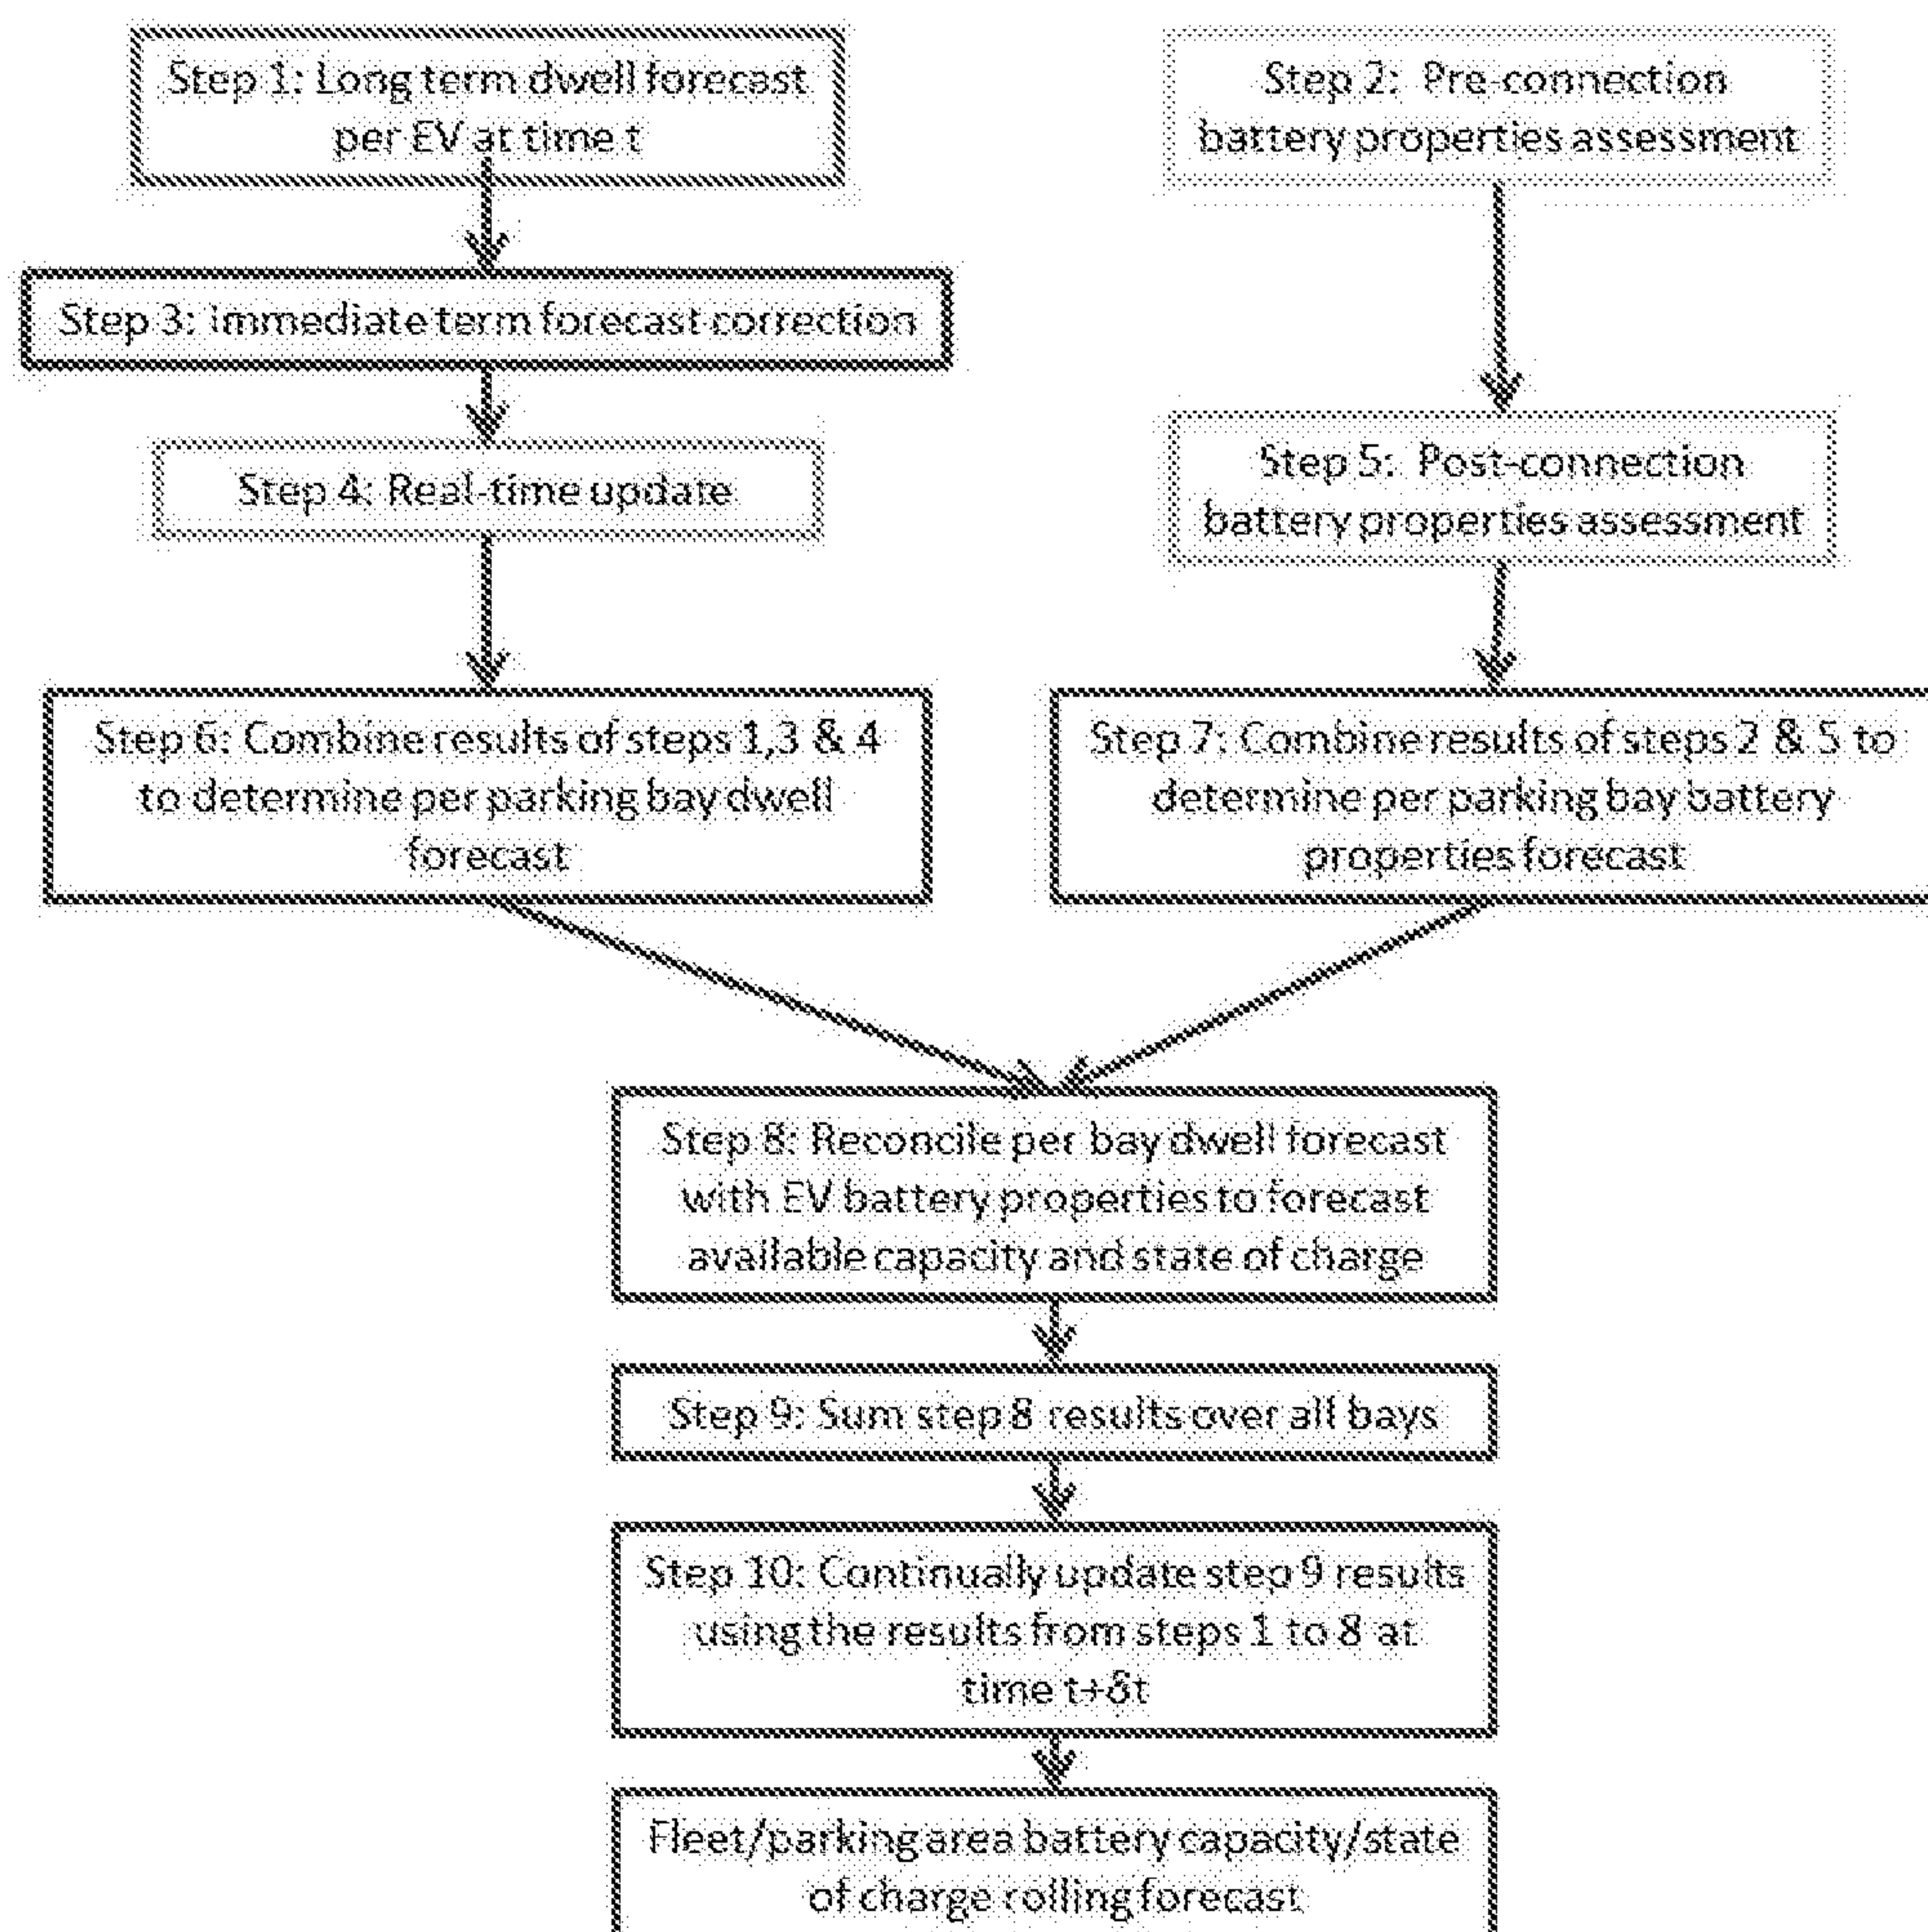 Step 1: Long term dwell forecast
per EV at time t
Step 2: Pre-connection
battery properties assessment
Step 3: Immediate term forecast correction
Step 4: Real-time update
Step 5: Post-connection
battery properties assessment
Step 6: Combine results of steps 1,3 & 4
to determine per parking bay dwell
forecast
Step 7: Combine results of steps 2 & 5 to
determine per parking bay battery
properties forecast
Step 8: Reconcile per bay dwell forecast
with EV battery properties to forecast
available capacity and state of charge
Step 9: Sum step 8 results over all bays
Step 10: Continually update step 9 results
using the results from steps 1 to 8 at
time t+δt
Fleet/parking area battery capacity/state
of charge rolling forecast